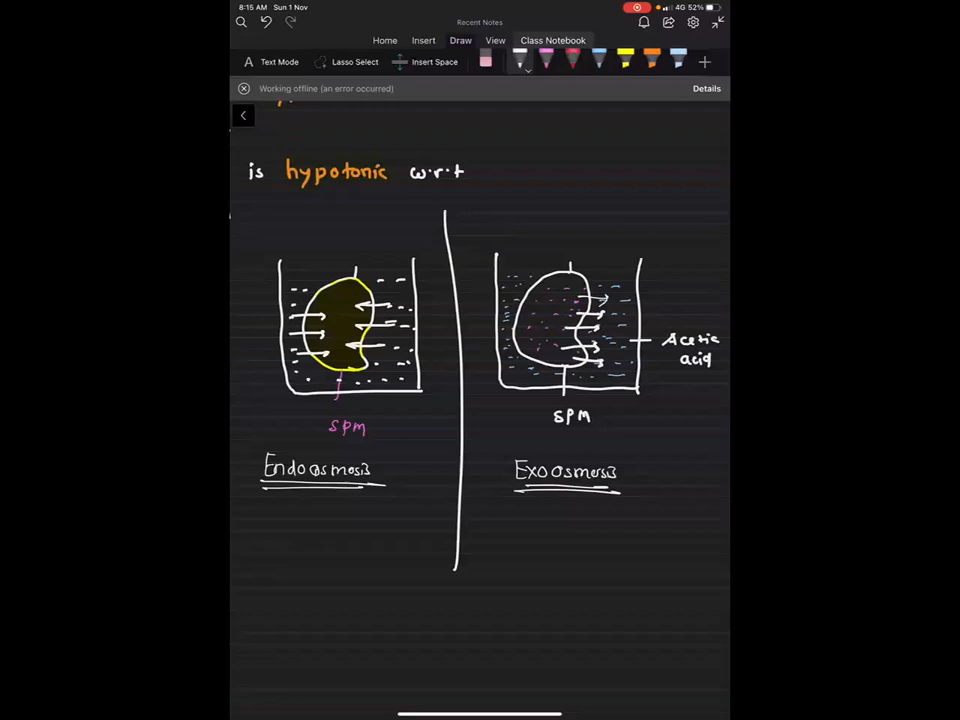 8:15 AM Sun 1 Nov
4G 52%
Recent Notes
Home Insert Draw View Class Notebook
Text Mode Lasso Select Insert Space
Working offline (an error occurred)
Details
is hypotonic w.r.t
Acetic
acid
SPM
SPM
Endoosmosis
Exoosmosis